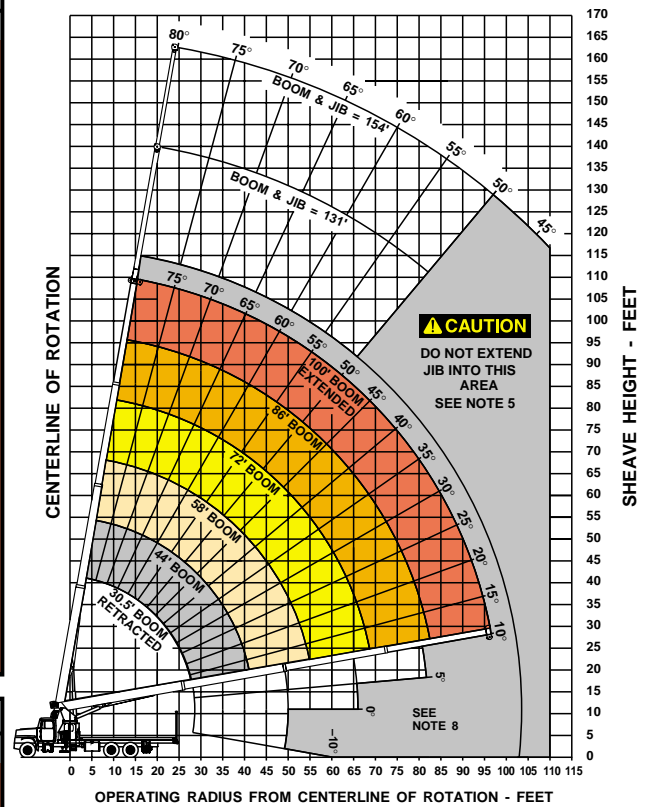 170
165
160
155
150
145
140
135
130
125
120
115
110
105
100
95
90
85
80
75
70
65
60
55
50
45
40
35
30
25
20
15
10
5
0
SHEAVE HEIGHT - FEET
CENTERLINE OF ROTATION
80°
75°
70°
65°
60°
55°
50°
45°
BOOM & JIB = 154'
BOOM & JIB = 131'
75°
70°
65°
60°
55°
50°
45°
40°
35°
30°
25°
20°
15°
10°
5°
0°
–10°
CAUTION
DO NOT EXTEND
JIB INTO THIS
AREA
SEE NOTE 5
100' BOOM
EXTENDED
86' BOOM
72' BOOM
58' BOOM
44' BOOM
30.5' BOOM
RETRACTED
SEE
NOTE 8
0 5 10 15 20 25 30 35 40 45 50 55 60 65 70 75 80 85 90 95 100 105 110 115
OPERATING RADIUS FROM CENTERLINE OF ROTATION - FEET